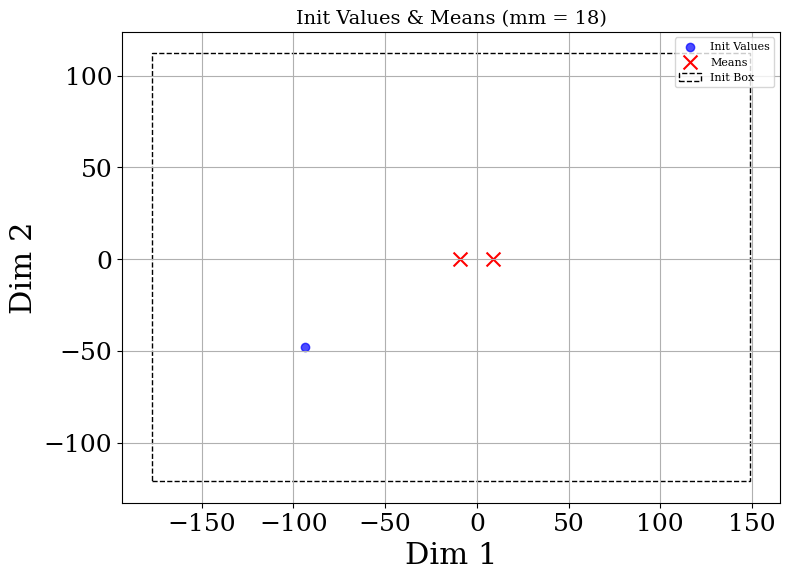 Init Values & Means (mm = 18)
Init Values
Means
Init Box
100
50
0
−50
−100
Dim 2
−150
−100
−50
0
50
100
150
Dim 1